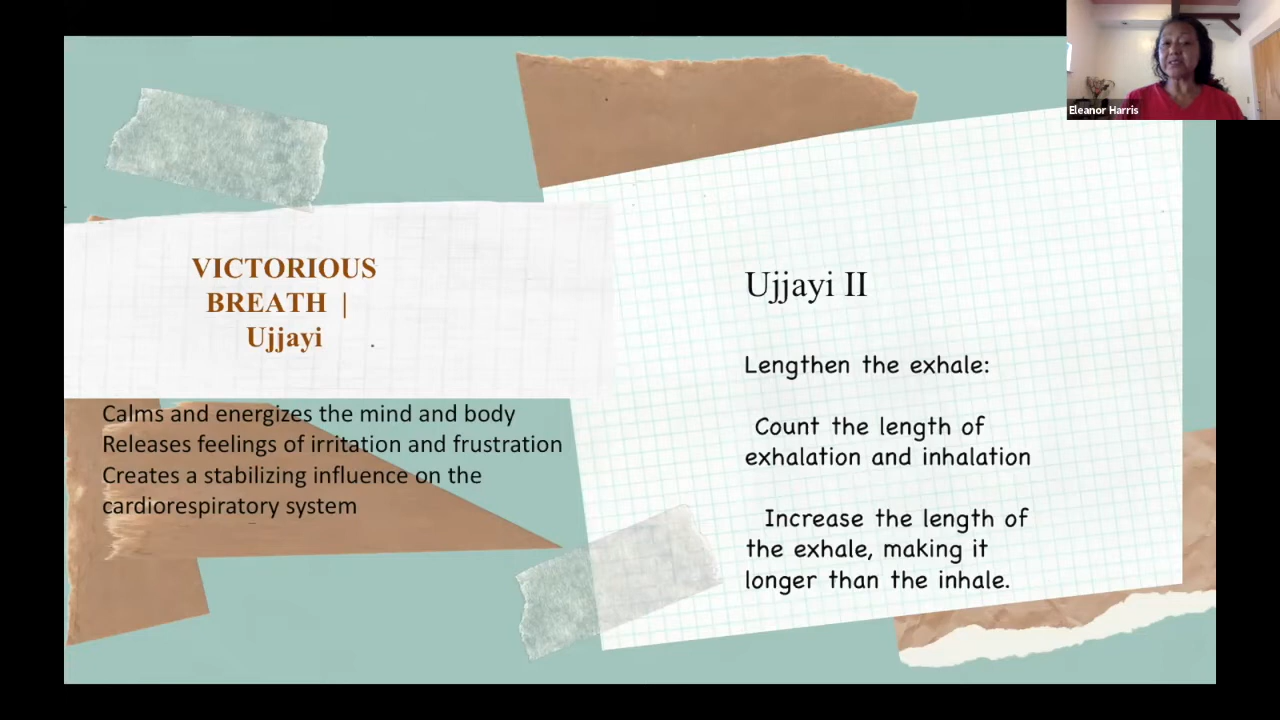 Eleanor Harris
VICTORIOUS
BREATH |
Ujjayi
Calms and energizes the mind and body
Releases feelings of irritation and frustration
Creates a stabilizing influence on the
cardiorespiratory system
Ujjayi II
Lengthen the exhale:
Count the length of
exhalation and inhalation
Increase the length of
the exhale, making it
longer than the inhale.